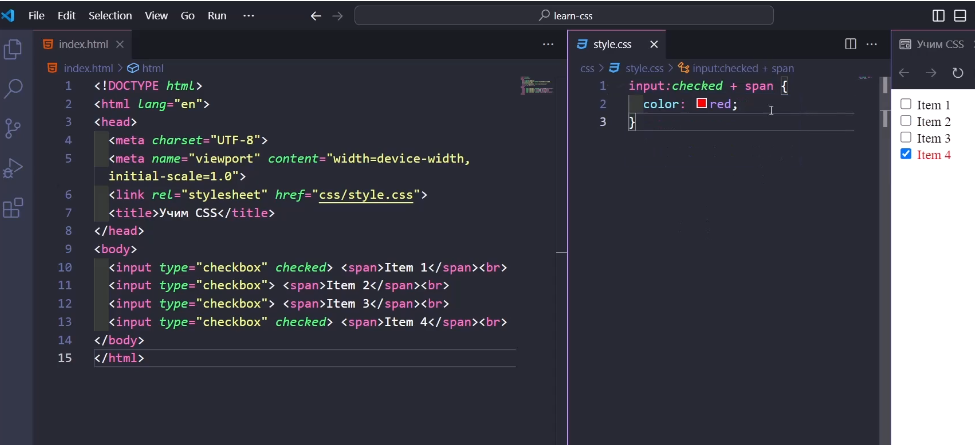 File Edit Selection View Go Run ··· learn-css
index.html
index.html > html
1 <!DOCTYPE html>
2 <html lang="en">
3 <head>
4 <meta charset="UTF-8">
5 <meta name="viewport" content="width=device-width,
initial-scale=1.0">
6 <link rel="stylesheet" href="css/style.css">
7 <title>Учим CSS</title>
8 </head>
9 <body>
10 <input type="checkbox" checked> <span>Item 1</span><br>
11 <input type="checkbox"> <span>Item 2</span><br>
12 <input type="checkbox"> <span>Item 3</span><br>
13 <input type="checkbox" checked> <span>Item 4</span><br>
14 </body>
15 </html>
style.css
css > style.css > input:checked + span
1 input:checked + span {
2 color: red;
3 }
Учим CSS
Item 1
Item 2
Item 3
Item 4